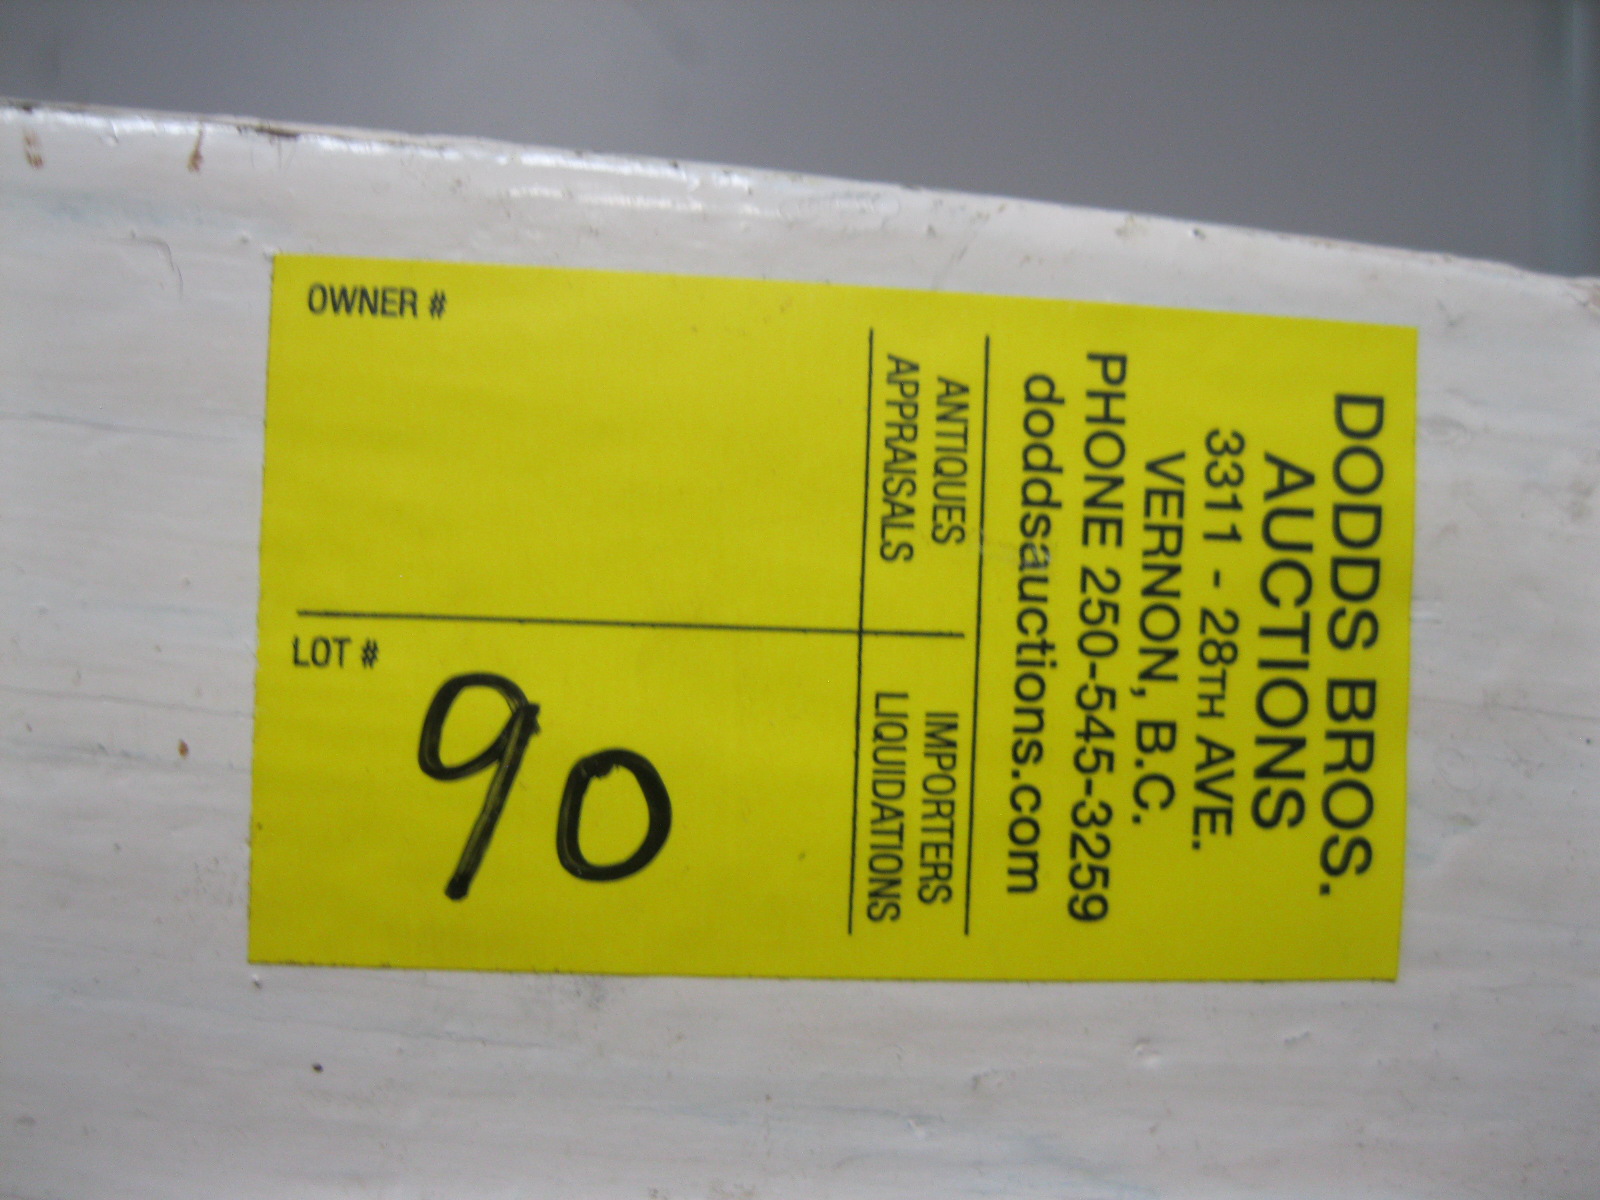 DODDS BROS.
AUCTIONS
3311 - 28TH AVE.
VERNON, B.C.
PHONE 250-545-3259
doddsauctions.com
ANTIQUES
APPRAISALS
IMPORTERS
LIQUIDATIONS
OWNER #
LOT #
90